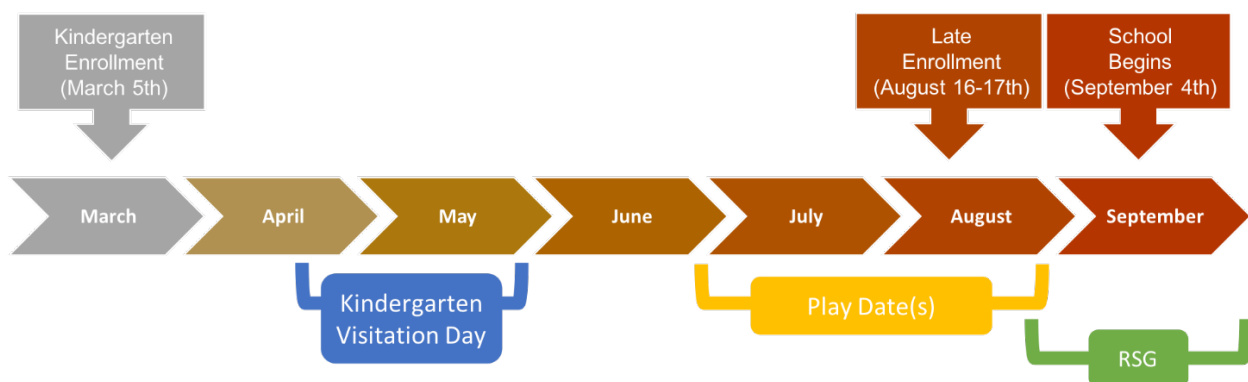 Kindergarten
Enrollment
(March 5th)
Late
Enrollment
(August 16-17th)
School
Begins
(September 4th)
March
April
May
June
July
August
September
Kindergarten
Visitation Day
Play Date(s)
RSG